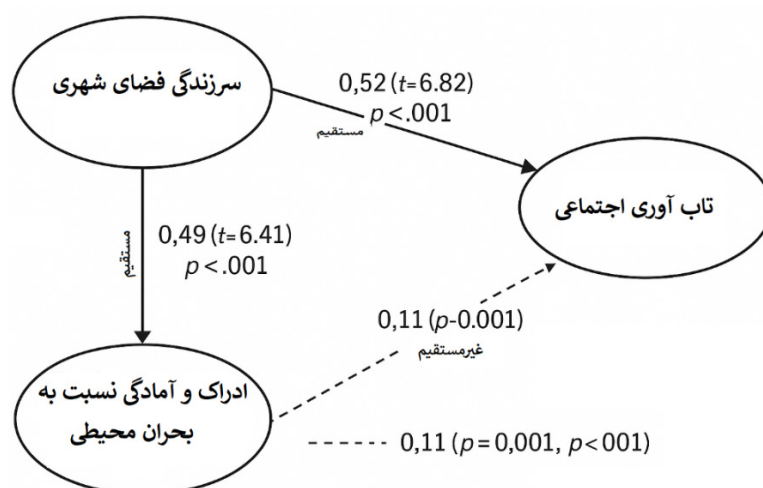 سرزندگی فضای شهری
0,52 (t=6.82)
p<.001
مستقیم
تاب آوری اجتماعی
مستقیم
0,49 (t=6.41)
p<.001
0,11 (p-0.001)
غیرمستقیم
ادراک و آمادگی نسبت به
بحران محیطی
0,11 (p=0,001, p<001)